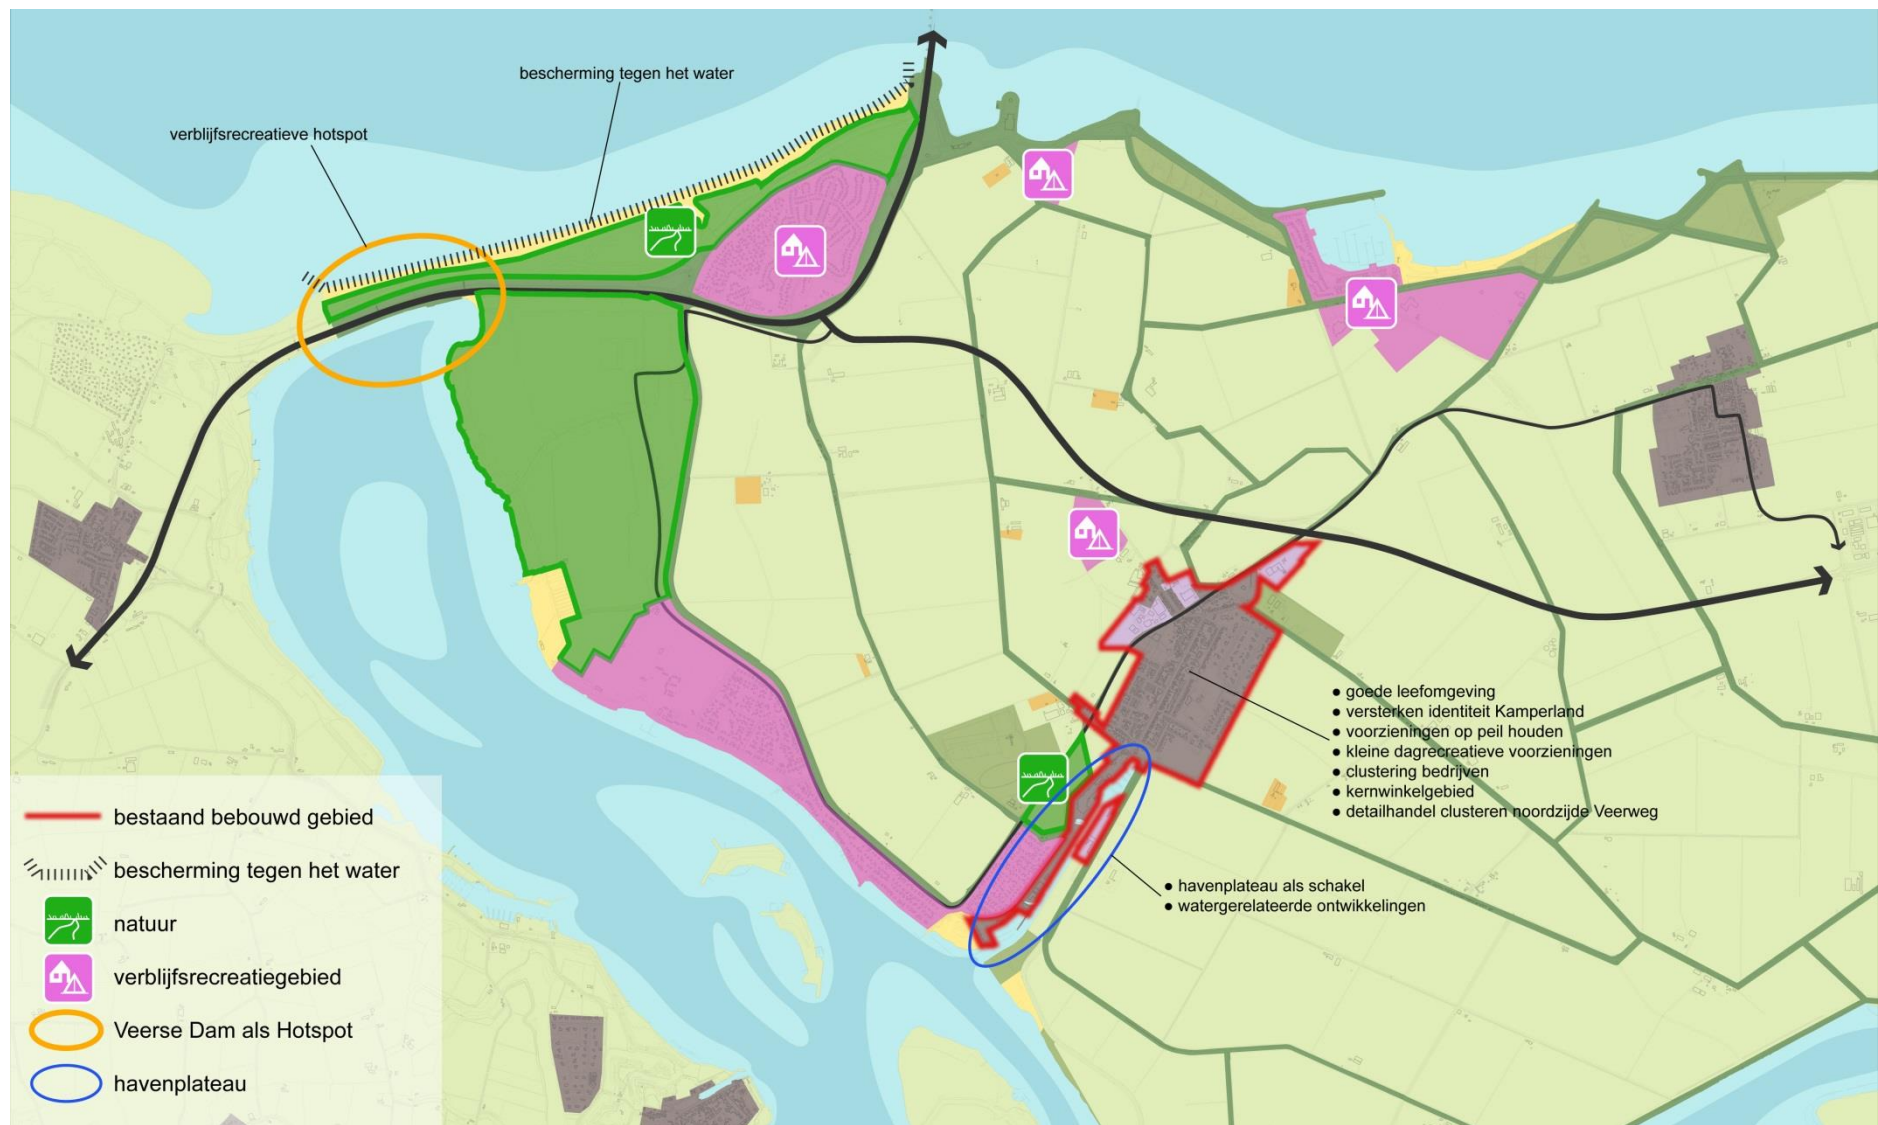 bescherming tegen het water
verblijfsrecreatieve hotspot
● goede leefomgeving
● versterken identiteit Kamperland
● voorzieningen op peil houden
● kleine dagrecreatieve voorzieningen
● clustering bedrijven
● kernwinkelgebied
● detailhandel clusteren noordzijde Veerweg
● havenplateau als schakel
● watergerelateerde ontwikkelingen
bestaand bebouwd gebied
bescherming tegen het water
natuur
verblijfsrecreatiegebied
Veerse Dam als Hotspot
havenplateau